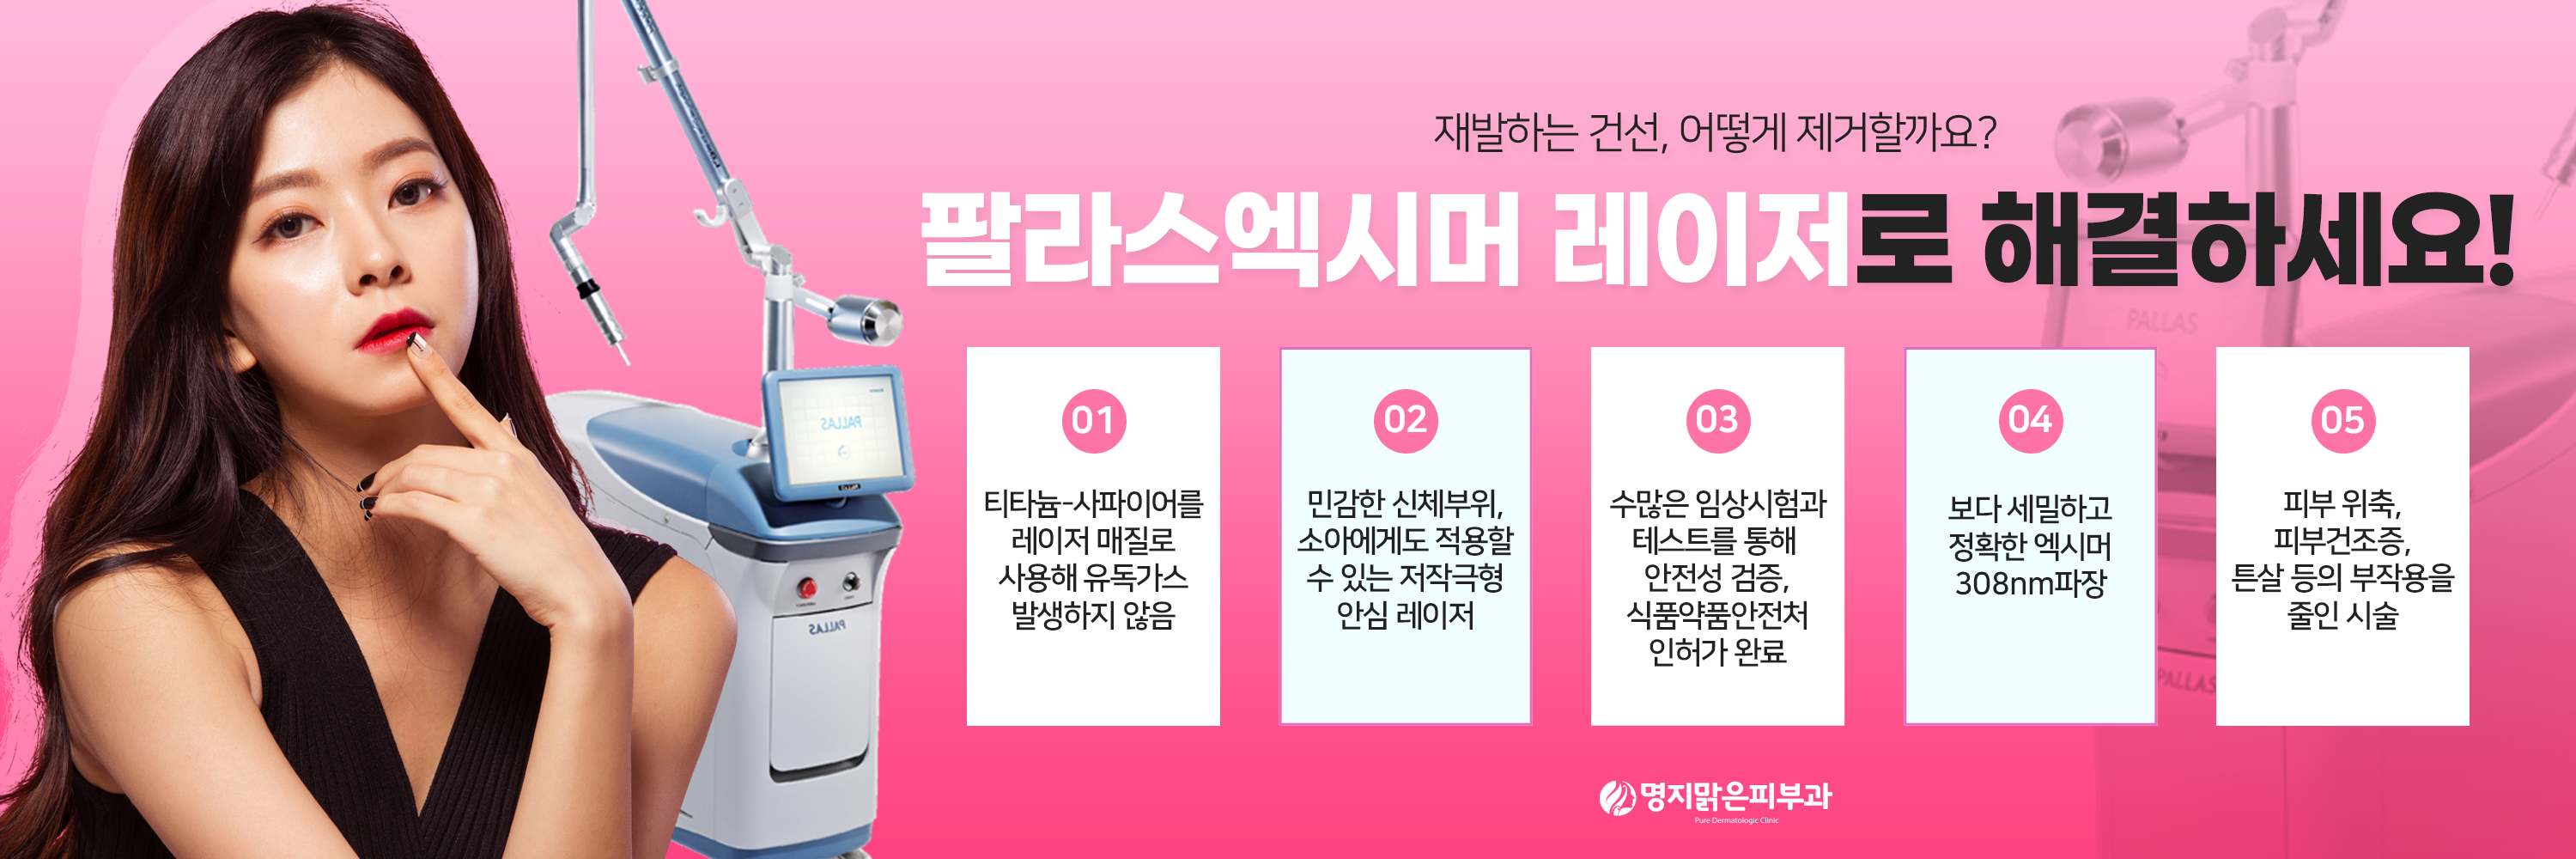 재발하는 건선, 어떻게 제거할까요?
팔라스엑시머 레이저로 해결하세요!
01
티타늄-사파이어를
레이저 매질로
사용해 유독가스
발생하지 않음
02
민감한 신체부위,
소아에게도 적용할
수 있는 저작극형
안심 레이저
03
수많은 임상시험과
테스트를 통해
안전성 검증,
식품약품안전처
인허가 완료
04
보다 세밀하고
정확한 엑시머
308nm파장
05
피부 위축,
피부건조증,
튼살 등의 부작용을
줄인 시술
PALLAS
PALLAS
PALLAS
PALLAS
명지맑은피부과
Pure Dermatologic Clinic